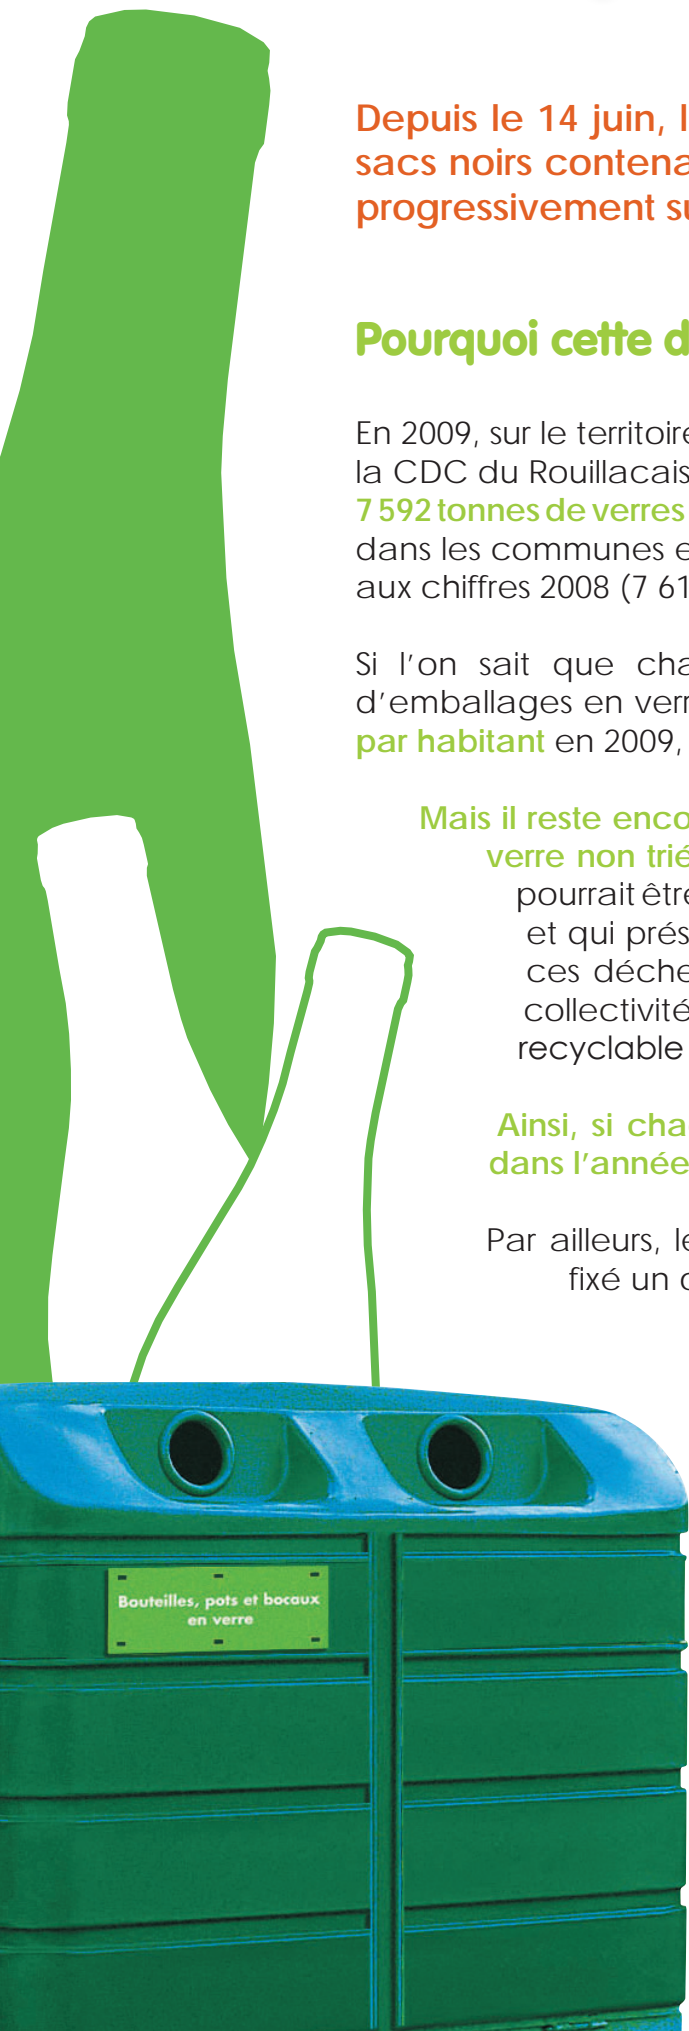 Depuis le 14 juin, l
sacs noirs contena
progressivement su
Pourquoi cette d
En 2009, sur le territoire
la CDC du Rouillacais
7 592 tonnes de verres
dans les communes e
aux chiffres 2008 (7 61
Si l'on sait que cha
d'emballages en verr
par habitant en 2009,
Mais il reste enco
verre non trié
pourrait être
et qui prés
ces déche
collectivité
recyclable
Ainsi, si cha
dans l'année
Par ailleurs, le
fixé un o
Bouteilles, pots et bocaux
en verre